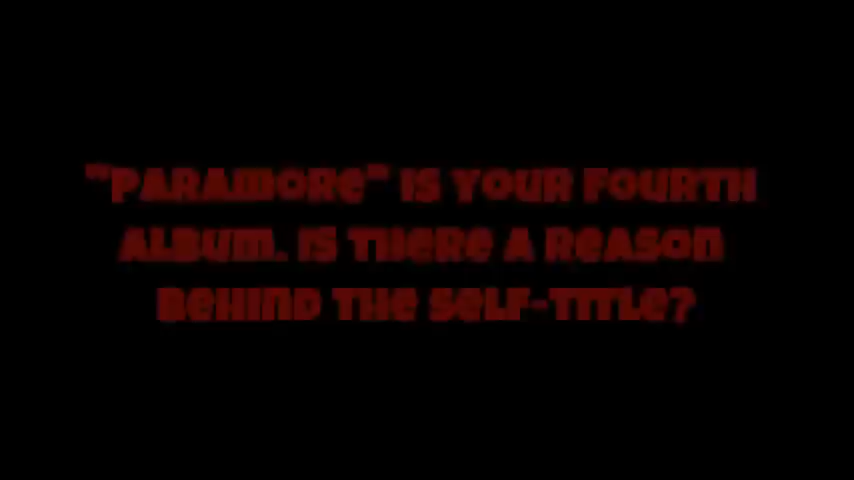 "PARAMORE" IS YOUR FOURTH
ALBUM. IS THERE A REASON
BEHIND THE SELF-TITLE?